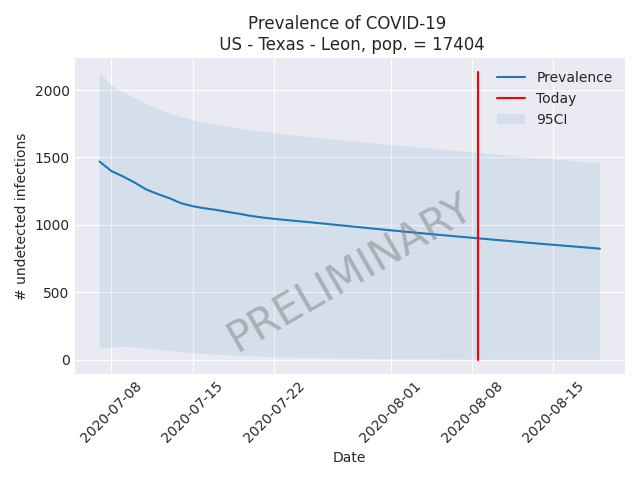 Prevalence of COVID-19
US - Texas - Leon, pop. = 17404
# undetected infections
2000
1500
1000
500
0
Prevalence
Today
95CI
PRELIMINARY
2020-07-08
2020-07-15
2020-07-22
2020-08-01
2020-08-08
2020-08-15
Date